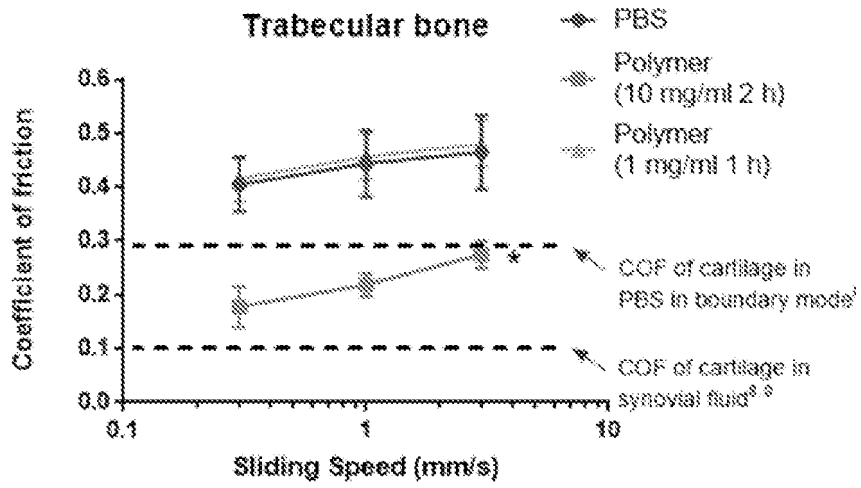 Trabecular bone
PBS
Polymer
(10 mg/ml 2 h)
Polymer
(1 mg/ml 1 h)
Coefficient of friction
0.6
0.5
0.4
0.3
0.2
0.1
0.0
*
COF of cartilage in
PBS in boundary mode
COF of cartilage in
synovial fluid
0.1
1
10
Sliding Speed (mm/s)